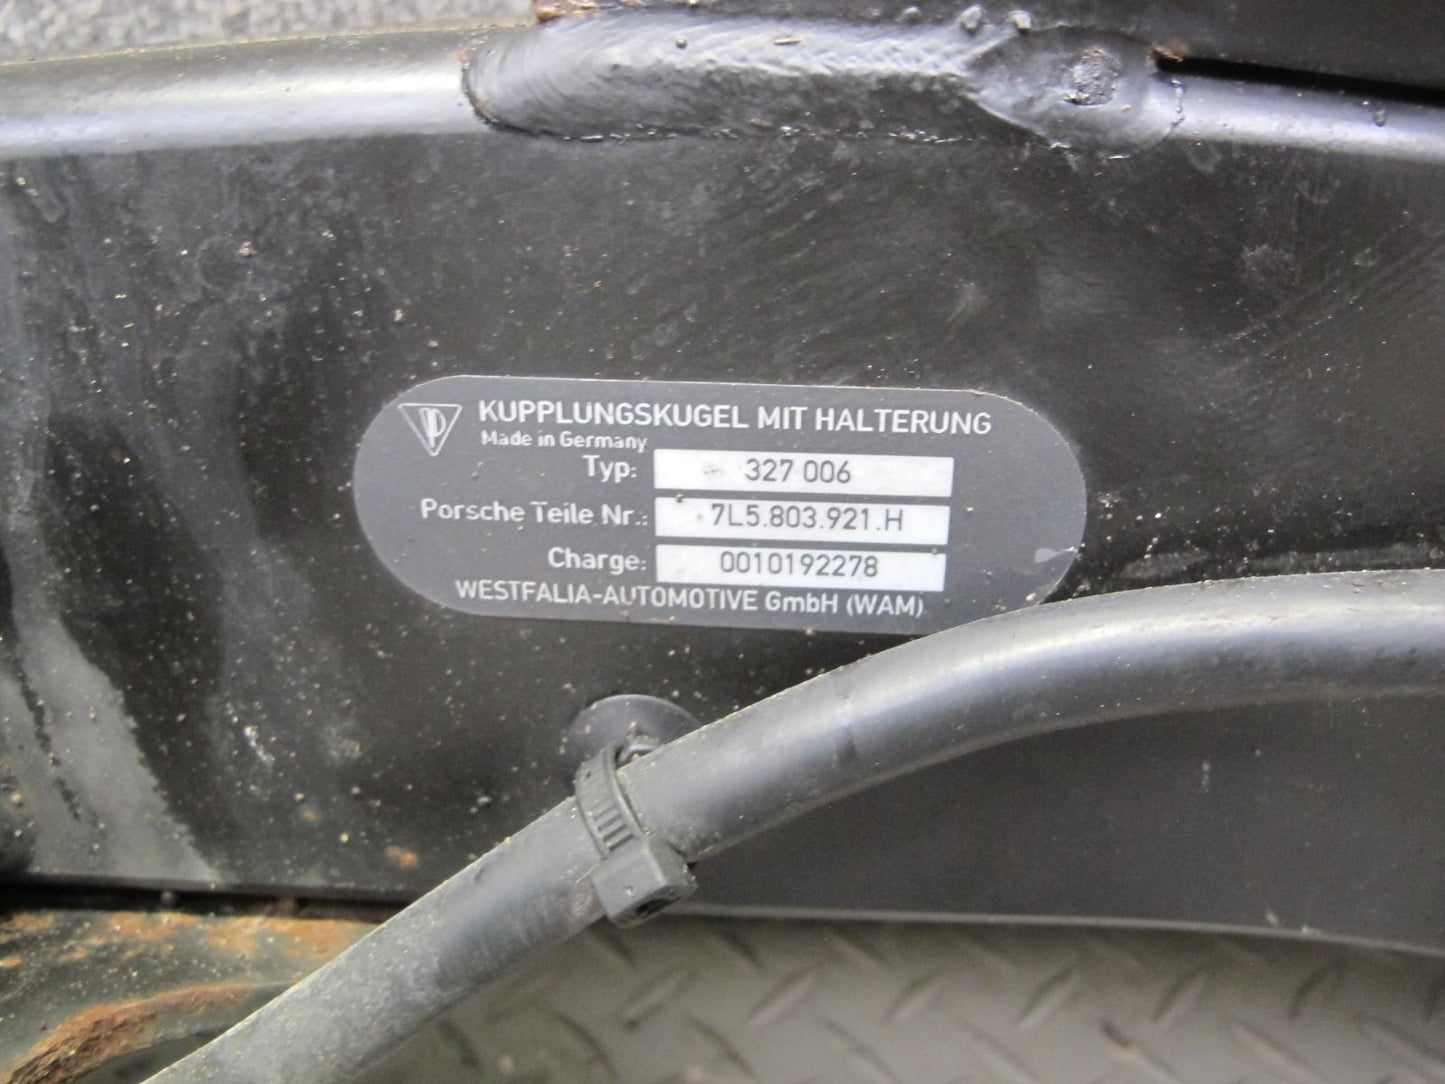 KUPPLUNGSKUGEL MIT HALTERUNG
Made in Germany
Typ: 327 006
Porsche Teile Nr.: 7L5.803.921.H
Charge: 0010192278
WESTFALIA-AUTOMOTIVE GmbH (WAM)